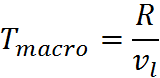 T_macro = R / v_l